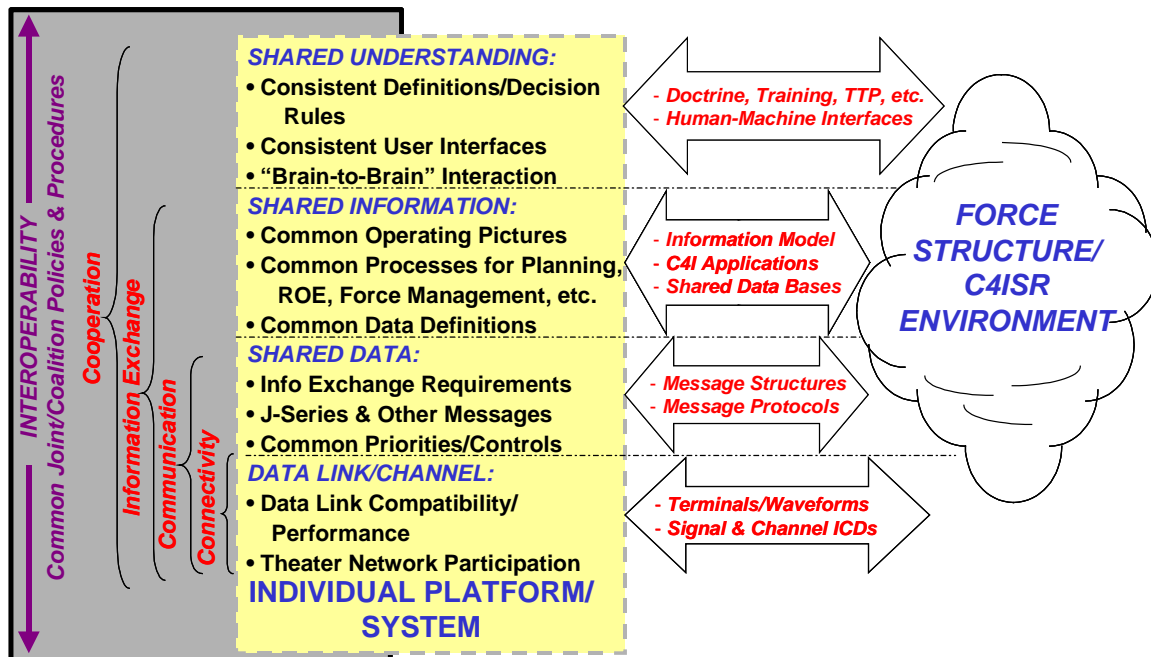 INTEROPERABILITY
Common Joint/Coalition Policies & Procedures
Cooperation
Information Exchange
Communication
Connectivity
SHARED UNDERSTANDING:
• Consistent Definitions/Decision
Rules
• Consistent User Interfaces
• “Brain-to-Brain” Interaction
SHARED INFORMATION:
• Common Operating Pictures
• Common Processes for Planning,
ROE, Force Management, etc.
• Common Data Definitions
SHARED DATA:
• Info Exchange Requirements
• J-Series & Other Messages
• Common Priorities/Controls
DATA LINK/CHANNEL:
• Data Link Compatibility/
Performance
• Theater Network Participation
INDIVIDUAL PLATFORM/
SYSTEM
- Doctrine, Training, TTP, etc.
- Human-Machine Interfaces
- Information Model
- C4I Applications
- Shared Data Bases
- Message Structures
- Message Protocols
- Terminals/Waveforms
- Signal & Channel ICDs
FORCE
STRUCTURE/
C4ISR
ENVIRONMENT